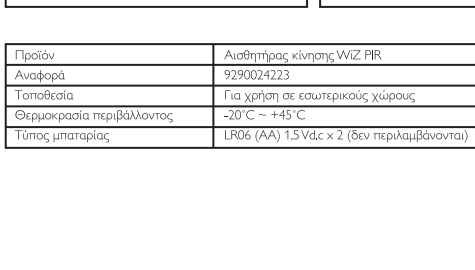 Προϊόν Αισθητήρας κίνησης WiZ PIR
Αναφορά 9290024223
Τοποθεσία Για χρήση σε εσωτερικούς χώρους
Θερμοκρασία περιβάλλοντος -20°C ~ +45°C
Τύπος μπαταρίας LR06 (AA) 1,5 Vd.c x 2 (δεν περιλαμβάνονται)